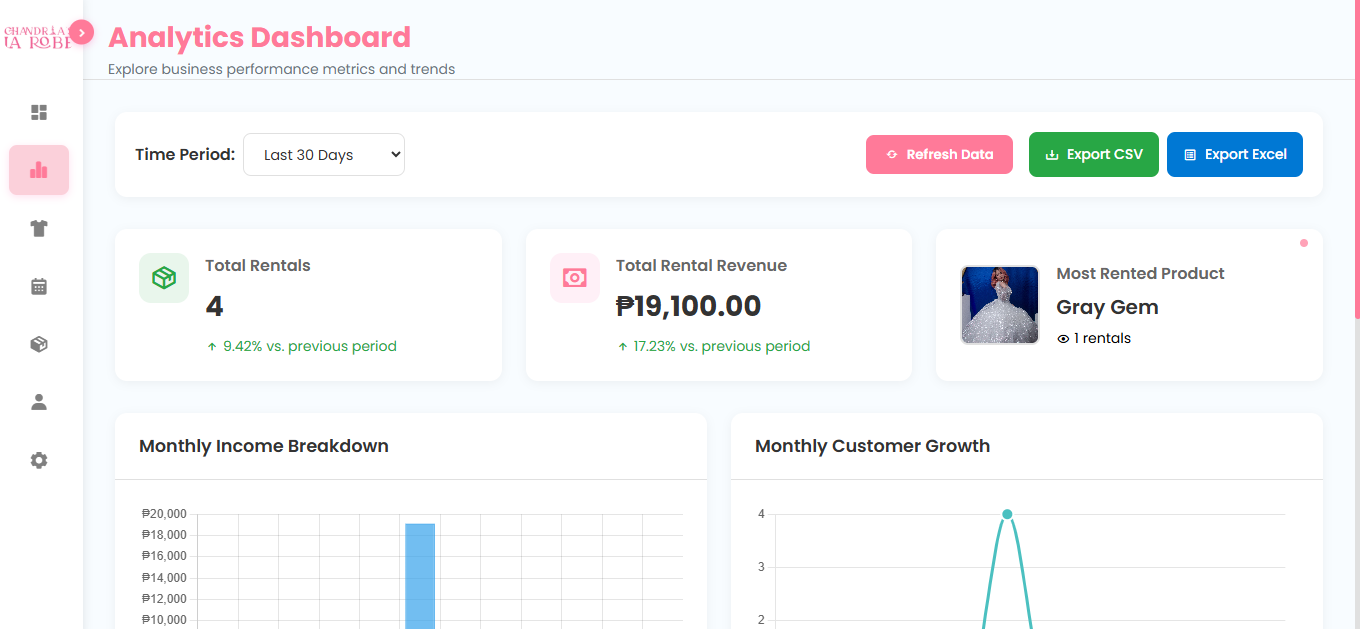 CHANDRIA
LA ROBE
Analytics Dashboard
Explore business performance metrics and trends
Time Period:
Last 30 Days
Refresh Data
Export CSV
Export Excel
Total Rentals
4
9.42% vs. previous period
Total Rental Revenue
₱19,100.00
17.23% vs. previous period
Most Rented Product
Gray Gem
1 rentals
Monthly Income Breakdown
₱20,000
₱18,000
₱16,000
₱14,000
₱12,000
₱10,000
Monthly Customer Growth
4
3
2